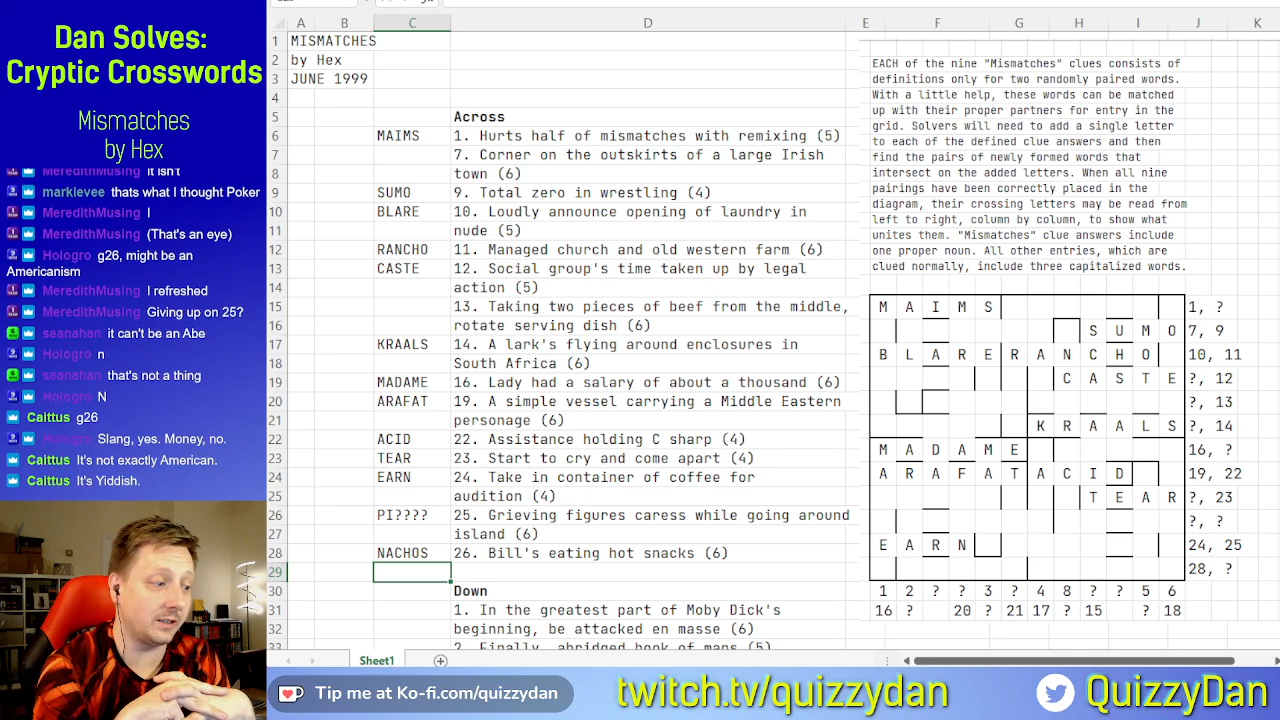 Dan Solves:
Cryptic Crosswords
Mismatches
by Hex
MeredithMusing it isn't
marklevee thats what I thought Poker
MeredithMusing I
MeredithMusing (That's an eye)
Hologro g26, might be an
Americanism
MeredithMusing I refreshed
MeredithMusing Giving up on 25?
seanahan it can't be an Abe
Hologro n
seanahan that's not a thing
Hologro N
Caittus g26
Hologro Slang, yes. Money, no.
Caittus It's not exactly American.
Caittus It's Yiddish.
A B C D E F G H I J K
1 MISMATCHES
2 by Hex
3 JUNE 1999
4
5 Across
6 MAIMS 1. Hurts half of mismatches with remixing (5)
7 7. Corner on the outskirts of a large Irish
8 town (6)
9 SUMO 9. Total zero in wrestling (4)
10 BLARE 10. Loudly announce opening of laundry in
11 nude (5)
12 RANCHO 11. Managed church and old western farm (6)
13 CASTE 12. Social group's time taken up by legal
14 action (5)
15 13. Taking two pieces of beef from the middle,
16 rotate serving dish (6)
17 KRAALS 14. A lark's flying around enclosures in
18 South Africa (6)
19 MADAME 16. Lady had a salary of about a thousand (6)
20 ARAFAT 19. A simple vessel carrying a Middle Eastern
21 personage (6)
22 ACID 22. Assistance holding C sharp (4)
23 TEAR 23. Start to cry and come apart (4)
24 EARN 24. Take in container of coffee for
25 audition (4)
26 PI???? 25. Grieving figures caress while going around
27 island (6)
28 NACHOS 26. Bill's eating hot snacks (6)
29
30 Down
31 1. In the greatest part of Moby Dick's
32 beginning, be attacked en masse (6)
33 2. Finally, abridged book of maps (5)
EACH of the nine "Mismatches" clues consists of
definitions only for two randomly paired words.
With a little help, these words can be matched
up with their proper partners for entry in the
grid. Solvers will need to add a single letter
to each of the defined clue answers and then
find the pairs of newly formed words that
intersect on the added letters. When all nine
pairings have been correctly placed in the
diagram, their crossing letters may be read from
left to right, column by column, to show what
unites them. "Mismatches" clue answers include
one proper noun. All other entries, which are
clued normally, include three capitalized words.
M A I M S 1, ?
S U M O 7, 9
B L A R E R A N C H O 10, 11
C A S T E ?, 12
?, 13
K R A A L S ?, 14
M A D A M E 16, ?
A R A F A T A C I D 19, 22
T E A R ?, 23
?, ?
E A R N 24, 25
28, ?
1 2 ? ? 3 ? 4 8 ? ? 5 6
16 ? 20 ? 21 17 ? 15 ? 18
Sheet1
Tip me at Ko-fi.com/quizzydan
twitch.tv/quizzydan
QuizzyDan